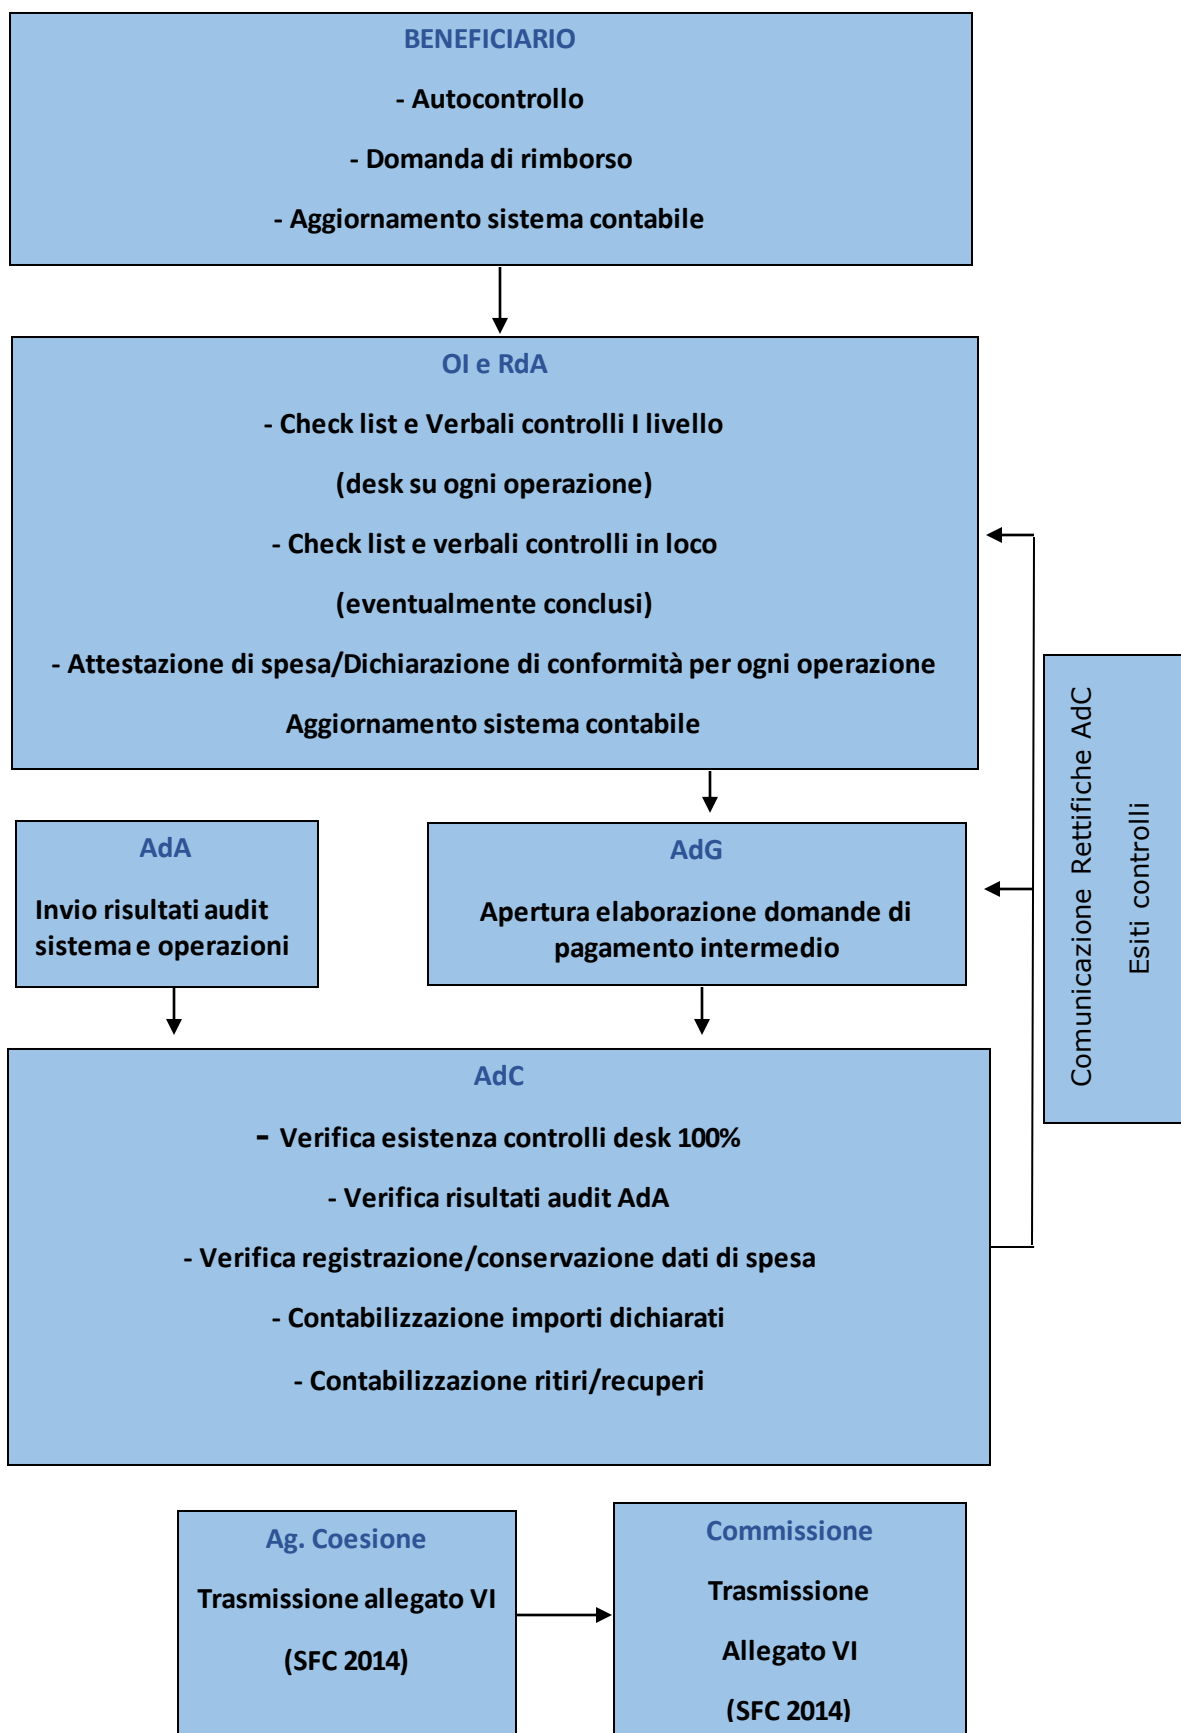 BENEFICIARIO
- Autocontrollo
- Domanda di rimborso
- Aggiornamento sistema contabile
OI e RdA
- Check list e Verbali controlli I livello
(desk su ogni operazione)
- Check list e verbali controlli in loco
(eventualmente conclusi)
- Attestazione di spesa/Dichiarazione di conformità per ogni operazione
Aggiornamento sistema contabile
Comunicazione Rettifiche AdC
Esiti controlli
AdA
Invio risultati audit
sistema e operazioni
AdG
Apertura elaborazione domande di
pagamento intermedio
AdC
- Verifica esistenza controlli desk 100%
- Verifica risultati audit AdA
- Verifica registrazione/conservazione dati di spesa
- Contabilizzazione importi dichiarati
- Contabilizzazione ritiri/recuperi
Ag. Coesione
Trasmissione allegato VI
(SFC 2014)
Commissione
Trasmissione
Allegato VI
(SFC 2014)